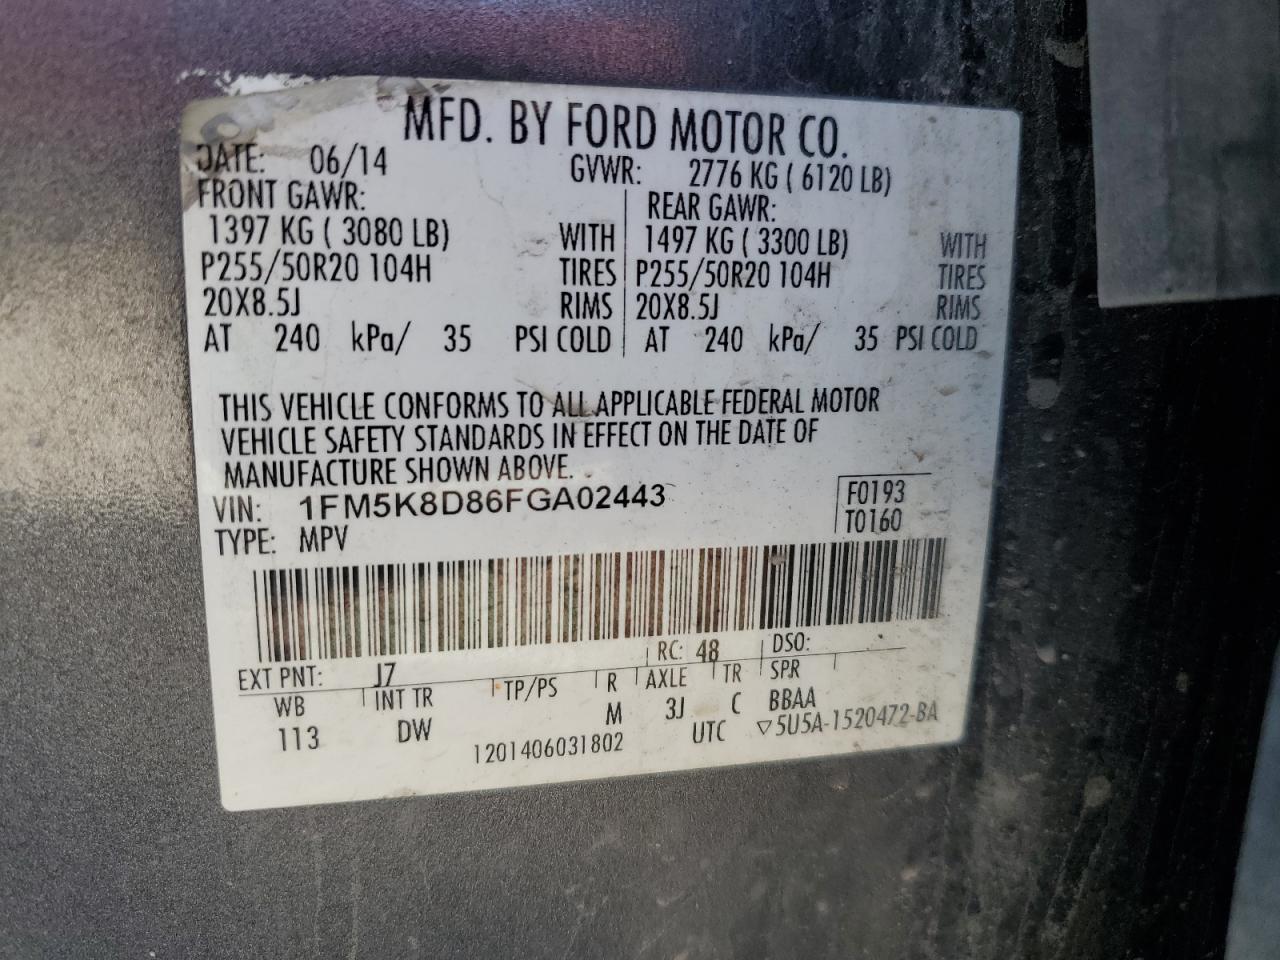 MFD. BY FORD MOTOR CO.
DATE: 06/14 GVWR: 2776 KG ( 6120 LB)
FRONT GAWR: REAR GAWR:
1397 KG ( 3080 LB) WITH 1497 KG ( 3300 LB) WITH
P255/50R20 104H TIRES P255/50R20 104H TIRES
20X8.5J RIMS 20X8.5J RIMS
AT 240 kPa/ 35 PSI COLD AT 240 kPa/ 35 PSI COLD
THIS VEHICLE CONFORMS TO ALL APPLICABLE FEDERAL MOTOR
VEHICLE SAFETY STANDARDS IN EFFECT ON THE DATE OF
MANUFACTURE SHOWN ABOVE.
VIN: 1FM5K8D86FGA02443 F0193
TYPE: MPV T0160
EXT PNT: J7 RC: 48 DSO:
WB INT TR TP/PS R AXLE TR SPR
113 DW M 3J C BBAA
1201406031802 UTC ▽5U5A-1520472-BA